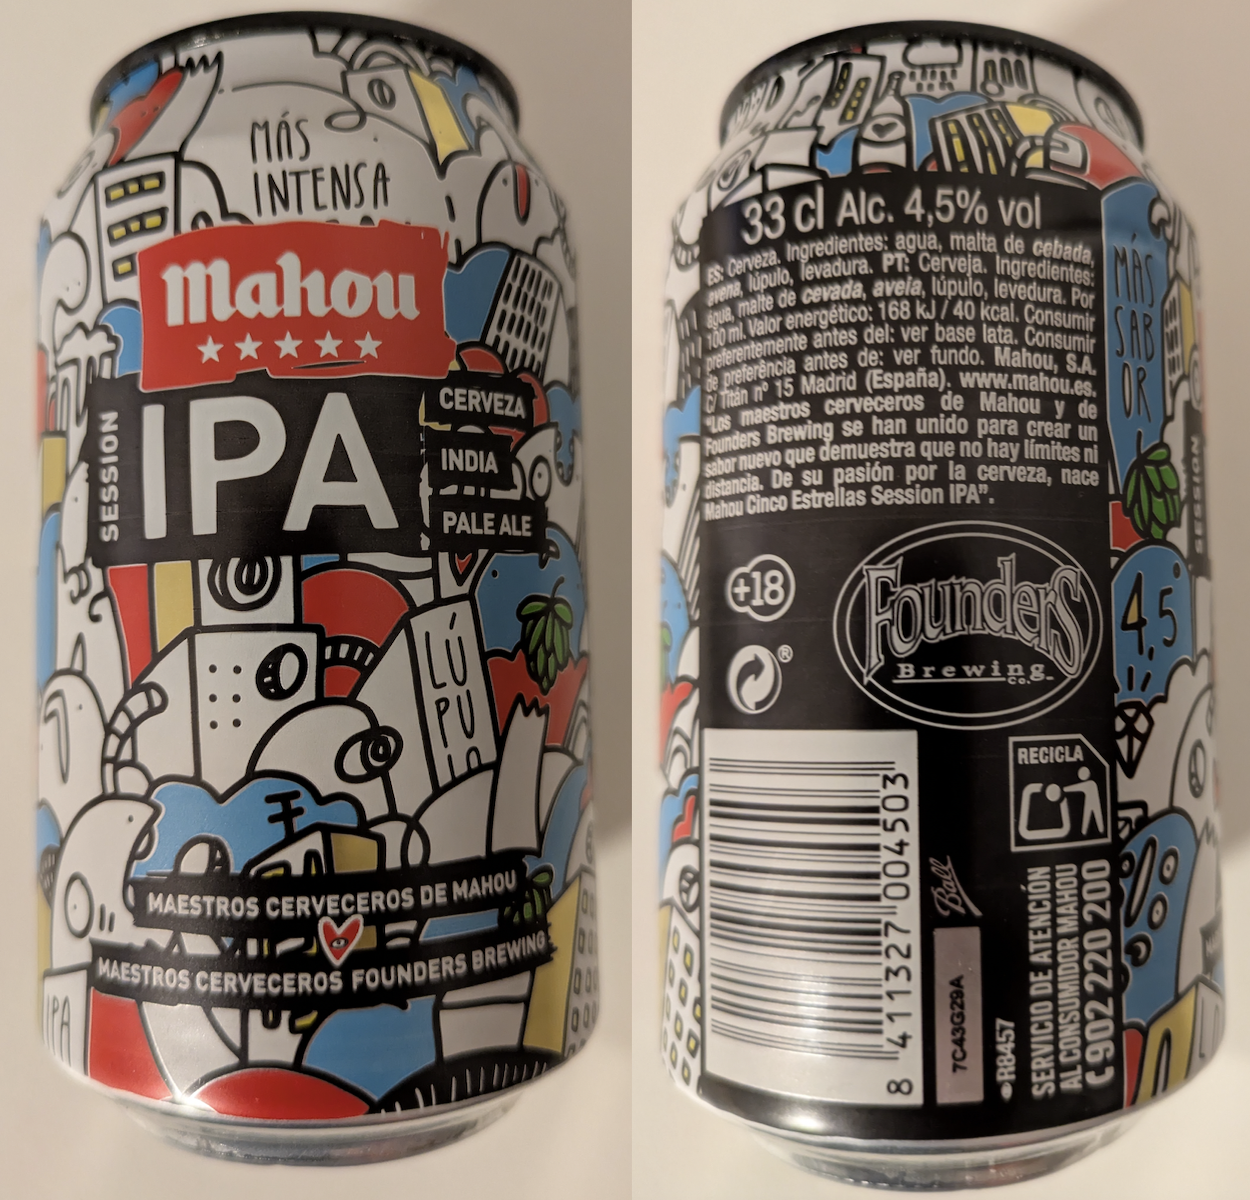 MÁS
INTENSA
mahou
SESSION
IPA
CERVEZA
INDIA
PALE ALE
LÚ
PU
LO
MAESTROS CERVECEROS DE MAHOU
MAESTROS CERVECEROS FOUNDERS BREWING
IPA
33 cl Alc. 4,5% vol
ES: Cerveza. Ingredientes: agua, malta de cebada,
avena, lúpulo, levadura. PT: Cerveja. Ingredientes:
água, malte de cevada, aveia, lúpulo, levedura. Por
100 ml. Valor energético: 168 kJ / 40 kcal. Consumir
preferentemente antes del: ver base lata. Consumir
de preferência antes de: ver fundo. Mahou, S.A.
C/ Titán nº 15 Madrid (España). www.mahou.es.
"Los maestros cerveceros de Mahou y de
Founders Brewing se han unido para crear un
sabor nuevo que demuestra que no hay límites ni
distancia. De su pasión por la cerveza, nace
Mahou Cinco Estrellas Session IPA".
+18
®
Founders
Brewing
Co.
MÁS
SAB
OR
SESSION
4,5
RECICLA
8 411327 004503
Ball
7C43G29A
R8457
SERVICIO DE ATENCIÓN
AL CONSUMIDOR MAHOU
902 220 200